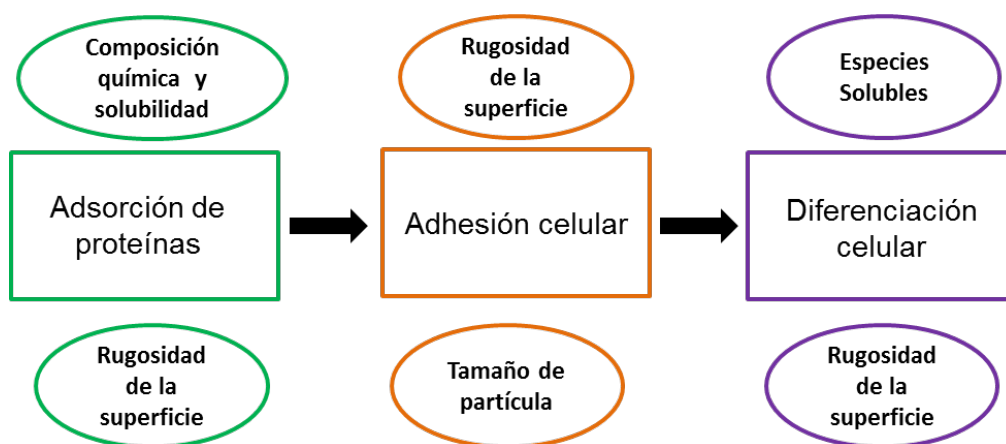 Composición
química y
solubilidad
Rugosidad
de la
superficie
Especies
Solubles
Adsorción de
proteínas
Adhesión celular
Diferenciación
celular
Rugosidad
de la
superficie
Tamaño de
partícula
Rugosidad
de la
superficie